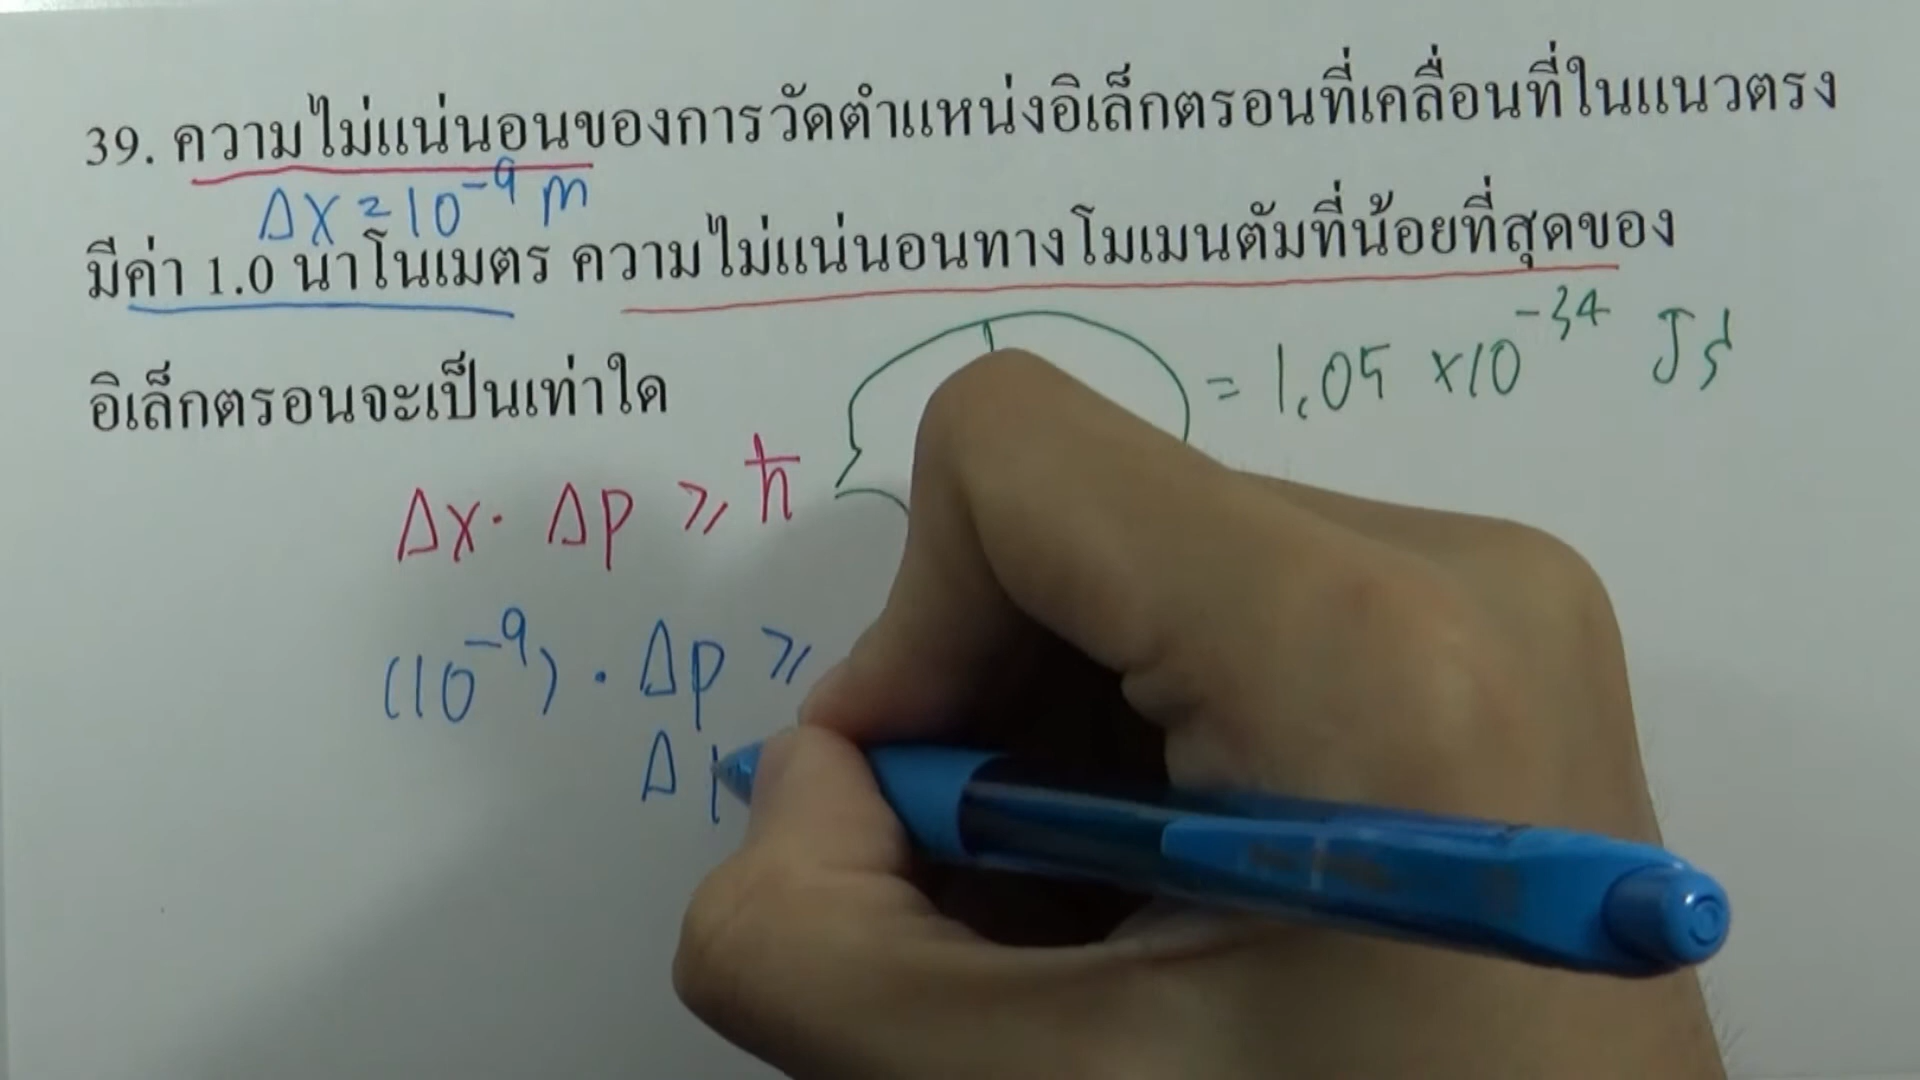 39. ความไม่แน่นอนของการวัดตำแหน่งอิเล็กตรอนที่เคลื่อนที่ในแนวตรง
Δx = 10⁻⁹ m
มีค่า 1.0 นาโนเมตร ความไม่แน่นอนทางโมเมนตัมที่น้อยที่สุดของ
= 1.05 × 10⁻³⁴ Js
อิเล็กตรอนจะเป็นเท่าใด
Δx · Δp ⩾ ħ
(10⁻⁹) · Δp ⩾
Δ